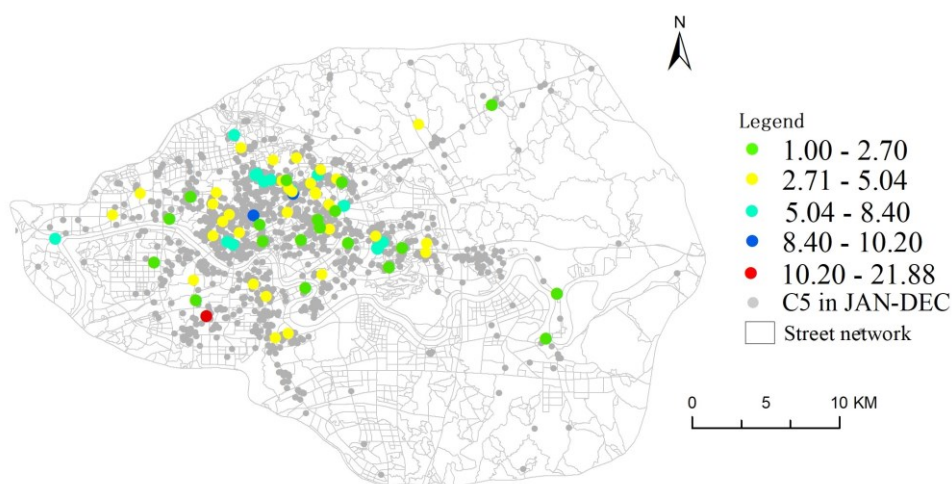 N
Legend
1.00 - 2.70
2.71 - 5.04
5.04 - 8.40
8.40 - 10.20
10.20 - 21.88
C5 in JAN-DEC
Street network
0 5 10 KM